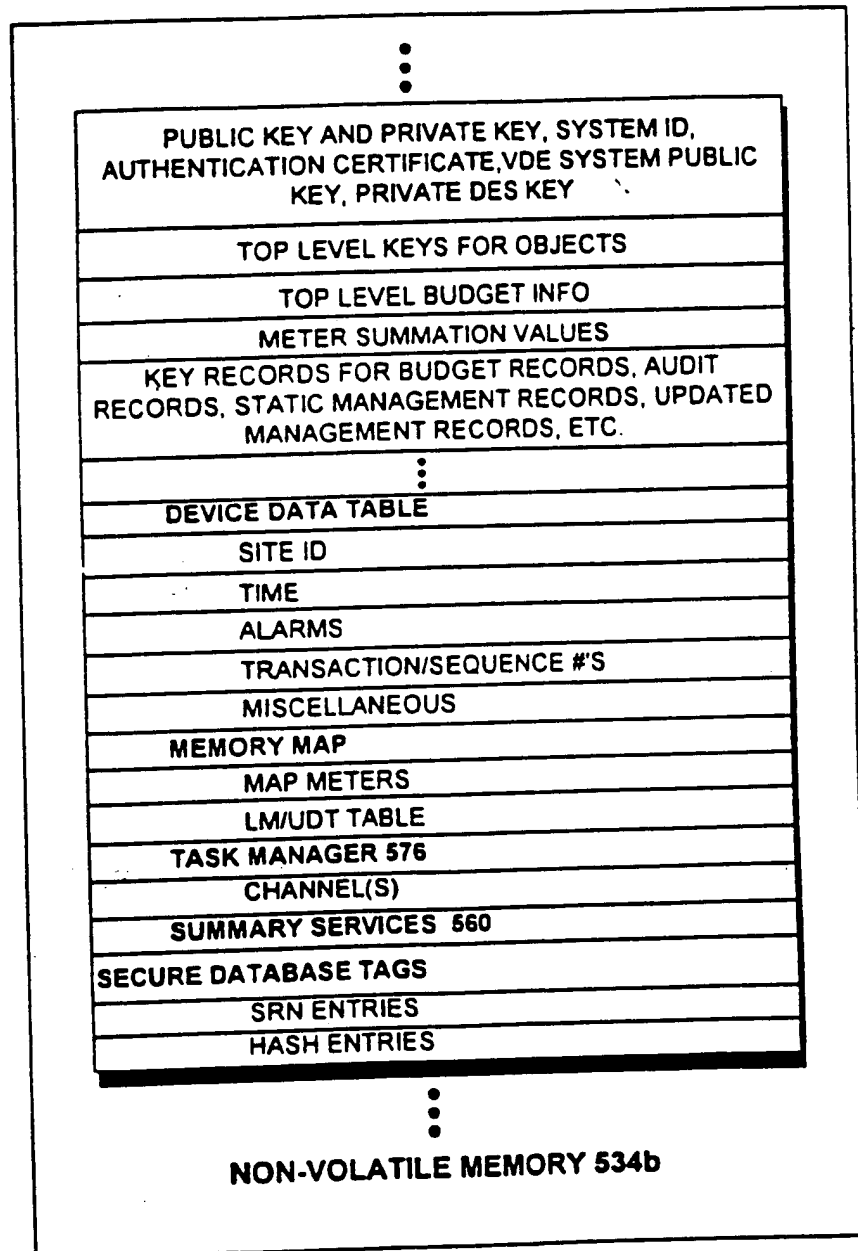 PUBLIC KEY AND PRIVATE KEY, SYSTEM ID,
AUTHENTICATION CERTIFICATE,VDE SYSTEM PUBLIC
KEY, PRIVATE DES KEY
TOP LEVEL KEYS FOR OBJECTS
TOP LEVEL BUDGET INFO
METER SUMMATION VALUES
KEY RECORDS FOR BUDGET RECORDS, AUDIT
RECORDS, STATIC MANAGEMENT RECORDS, UPDATED
MANAGEMENT RECORDS, ETC.
DEVICE DATA TABLE
SITE ID
TIME
ALARMS
TRANSACTION/SEQUENCE #'S
MISCELLANEOUS
MEMORY MAP
MAP METERS
LM/UDT TABLE
TASK MANAGER 576
CHANNEL(S)
SUMMARY SERVICES 560
SECURE DATABASE TAGS
SRN ENTRIES
HASH ENTRIES
NON-VOLATILE MEMORY 534b